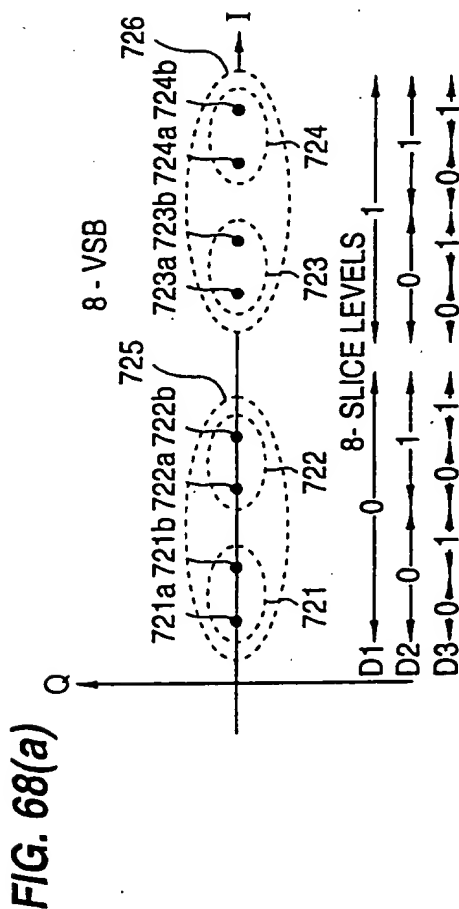 FIG. 68(a)
8 - VSB
Q
I
725
726
721a 721b 722a 722b 723a 723b 724a 724b
721 722 723 724
8- SLICE LEVELS
D1 0 1
D2 0 1 0 1
D3 0 1 0 1 0 1 0 1